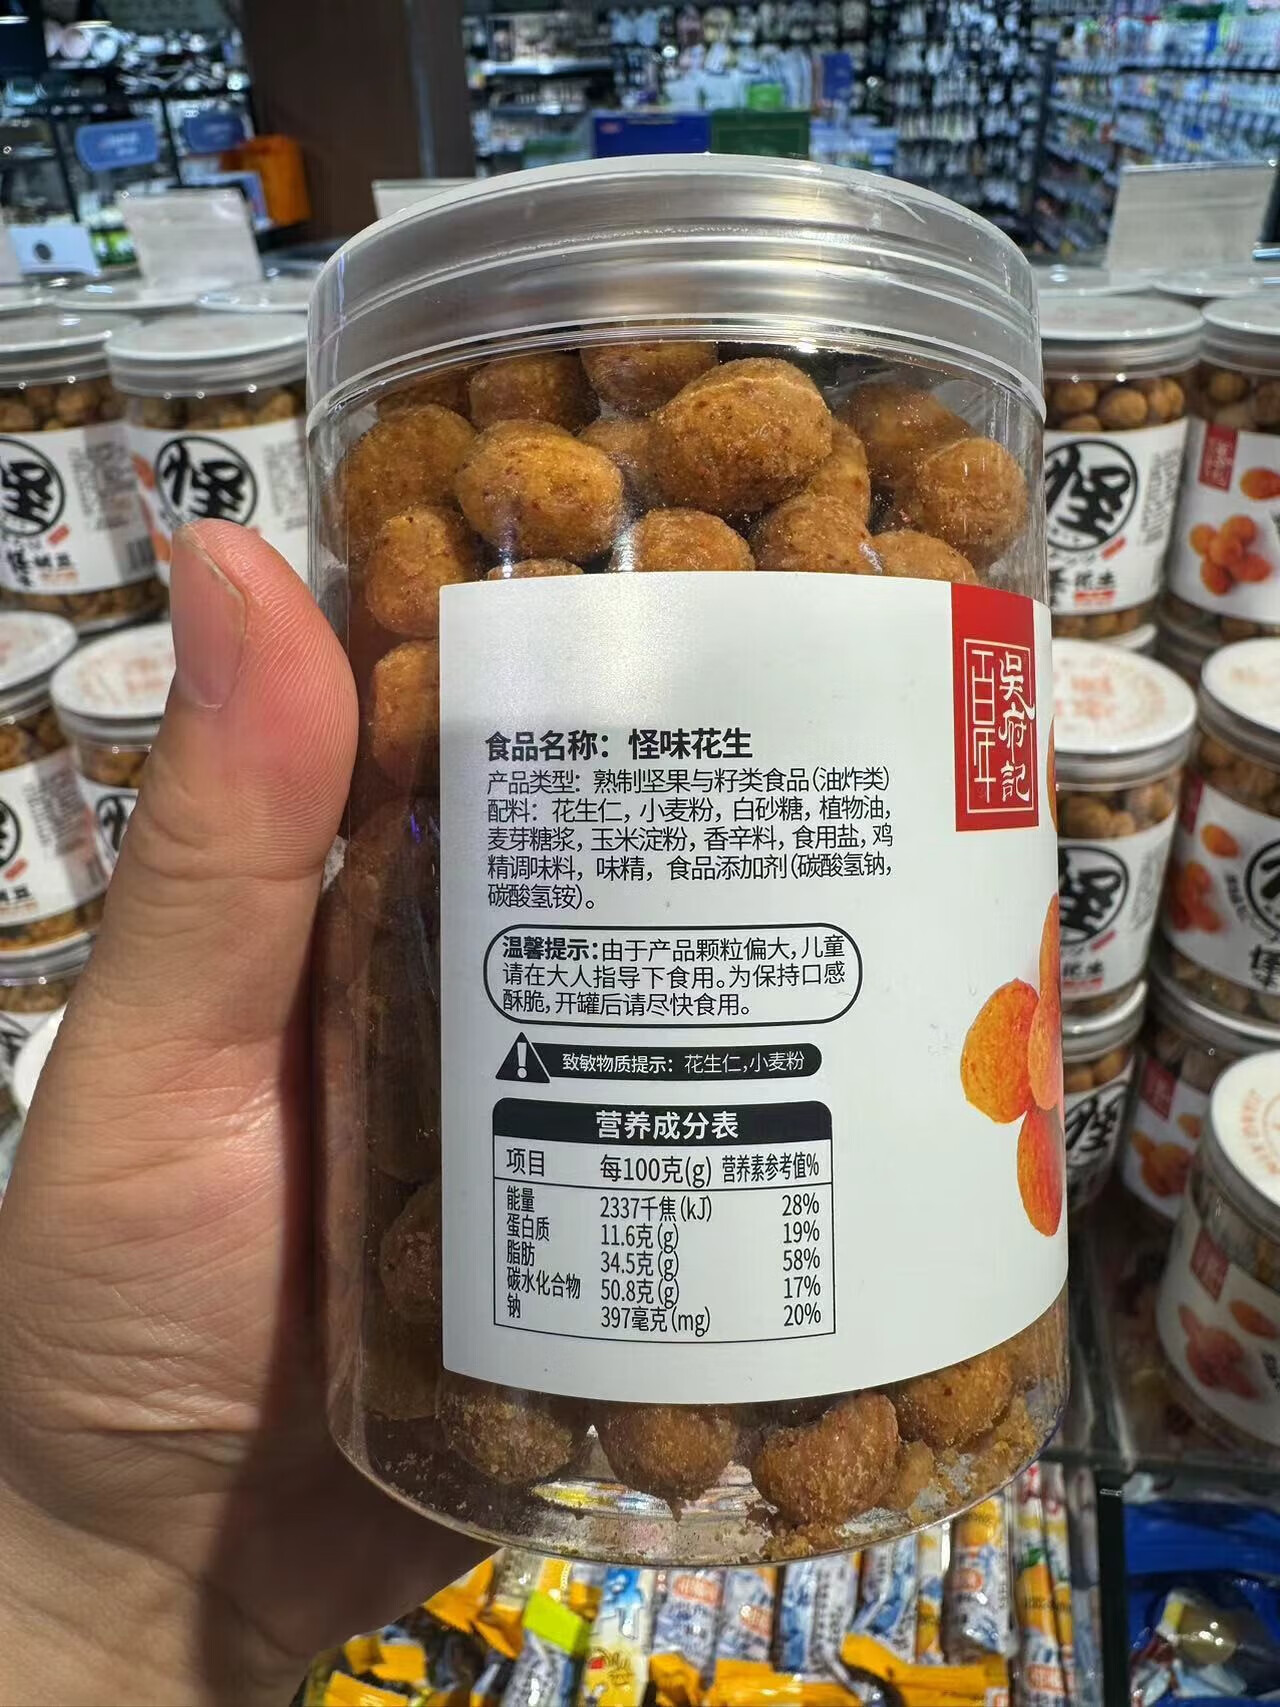 百年
吴府記
食品名称：怪味花生
产品类型：熟制坚果与籽类食品(油炸类)
配料：花生仁，小麦粉，白砂糖，植物油，
麦芽糖浆，玉米淀粉，香辛料，食用盐，鸡
精调味料，味精，食品添加剂(碳酸氢钠，
碳酸氢铵)。
温馨提示：由于产品颗粒偏大，儿童
请在大人指导下食用。为保持口感
酥脆，开罐后请尽快食用。
致敏物质提示：花生仁，小麦粉
营养成分表
项目 每100克(g) 营养素参考值%
能量 2337千焦(kJ) 28%
蛋白质 11.6克(g) 19%
脂肪 34.5克(g) 58%
碳水化合物 50.8克(g) 17%
钠 397毫克(mg) 20%
怪
怪
怪
怪
怪